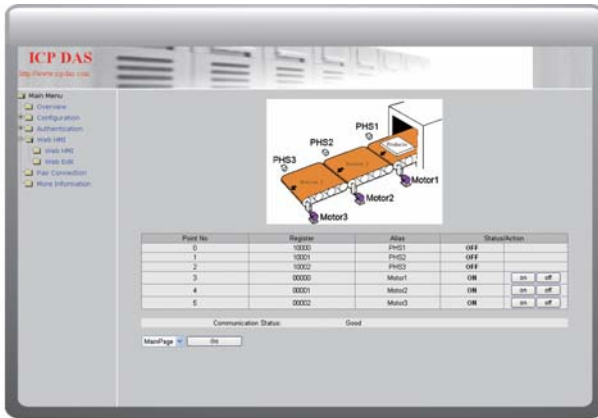 ICP DAS
http://www.icpdas.com
Main Menu
Overview
Configuration
Authentication
Web HMI
Web HMI
Web Edit
Pair Connection
More Information
PHS1
PHS2
PHS3
Products
Motor1
Motor2
Motor3
Point No Register Alias Status/Action
0 10000 PHS1 OFF
1 10001 PHS2 OFF
2 10002 PHS3 OFF
3 00000 Motor1 ON on off
4 00001 Motor2 ON on off
5 00002 Motor3 ON on off
Communication Status: Good
MainPage Go